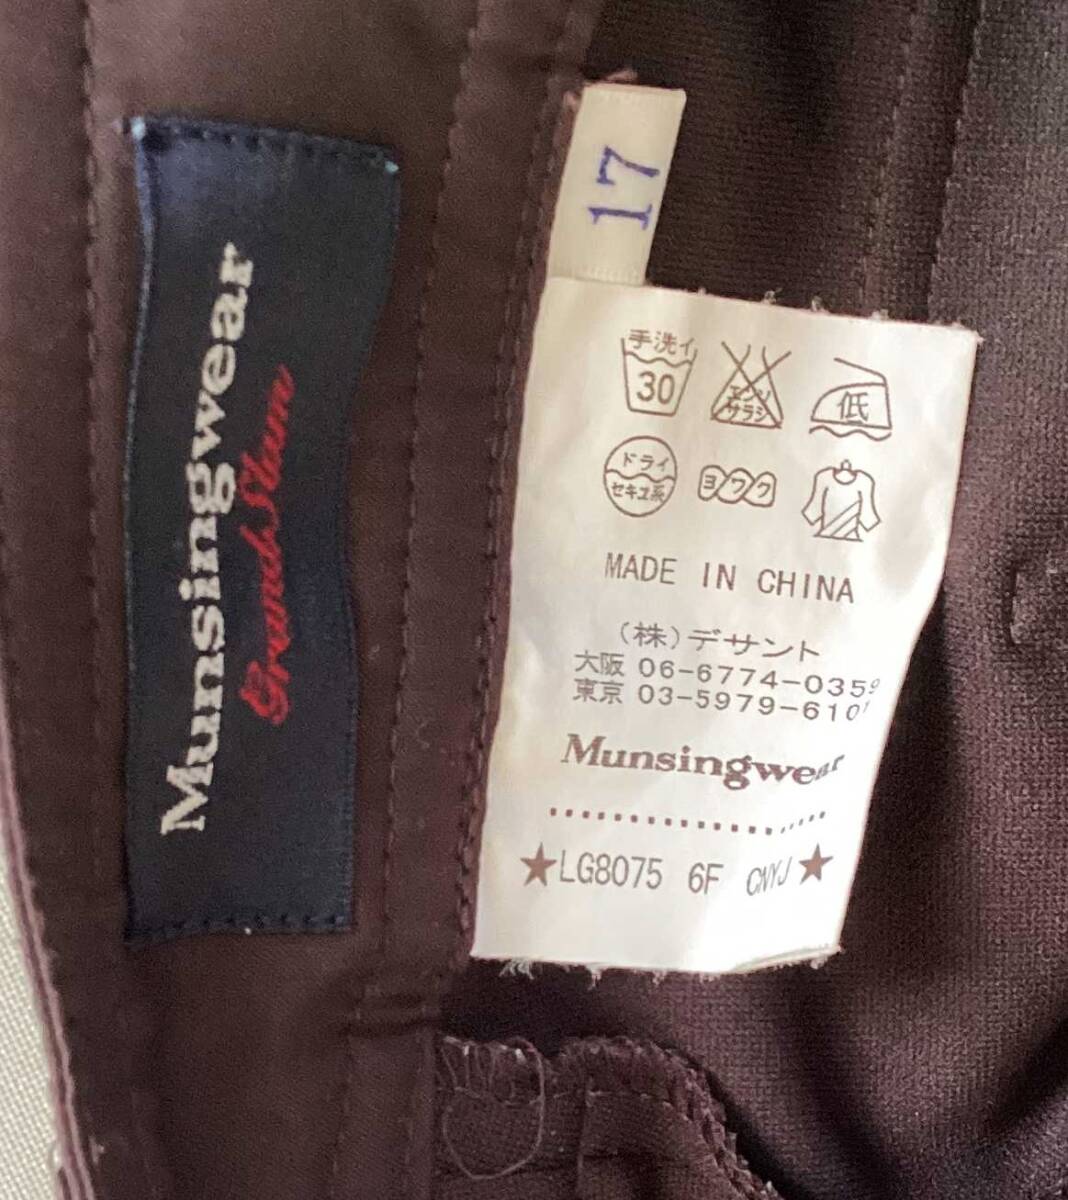 Munsingwear
Grand Slam
17
手洗イ
30
エンソ
サラシ
低
ドライ
セキユ系
ヨワク
MADE IN CHINA
(株)デサント
大阪 06-6774-0359
東京 03-5979-610
Munsingwear
★LG8075 6F CNYJ★